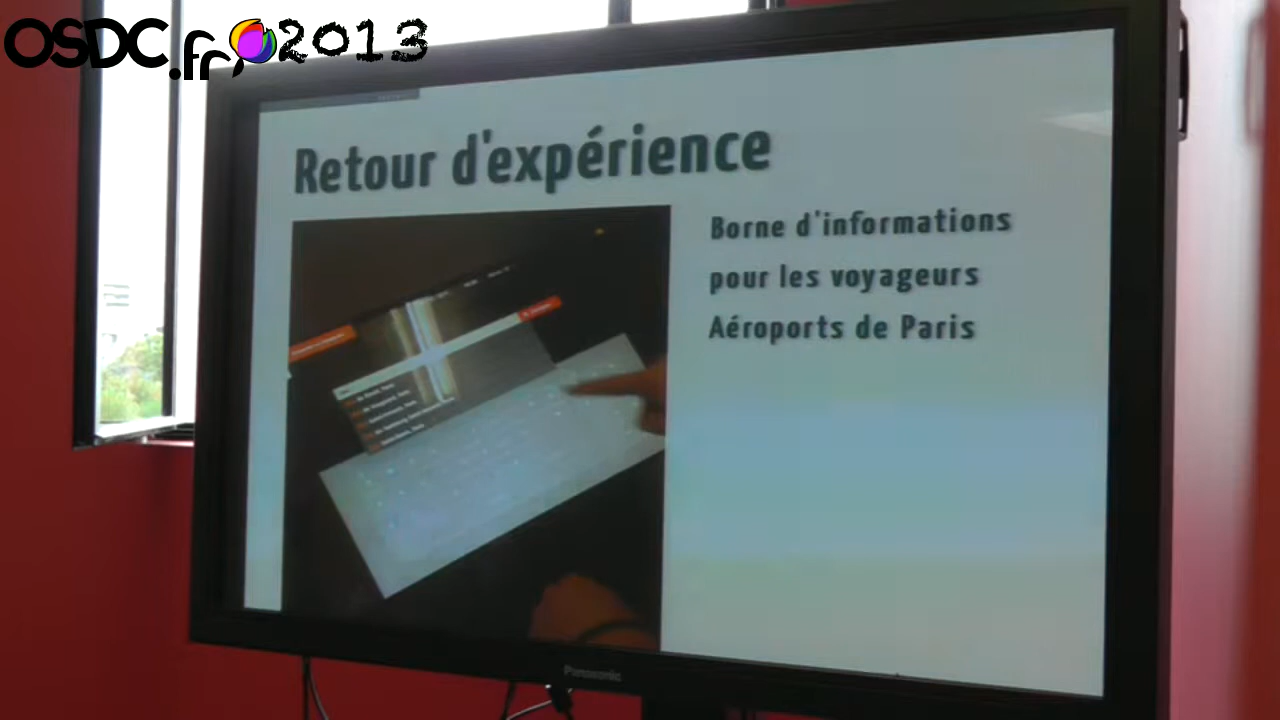 OSDC.fr 2013
Retour d'expérience
Borne d'informations
pour les voyageurs
Aéroports de Paris
Panasonic